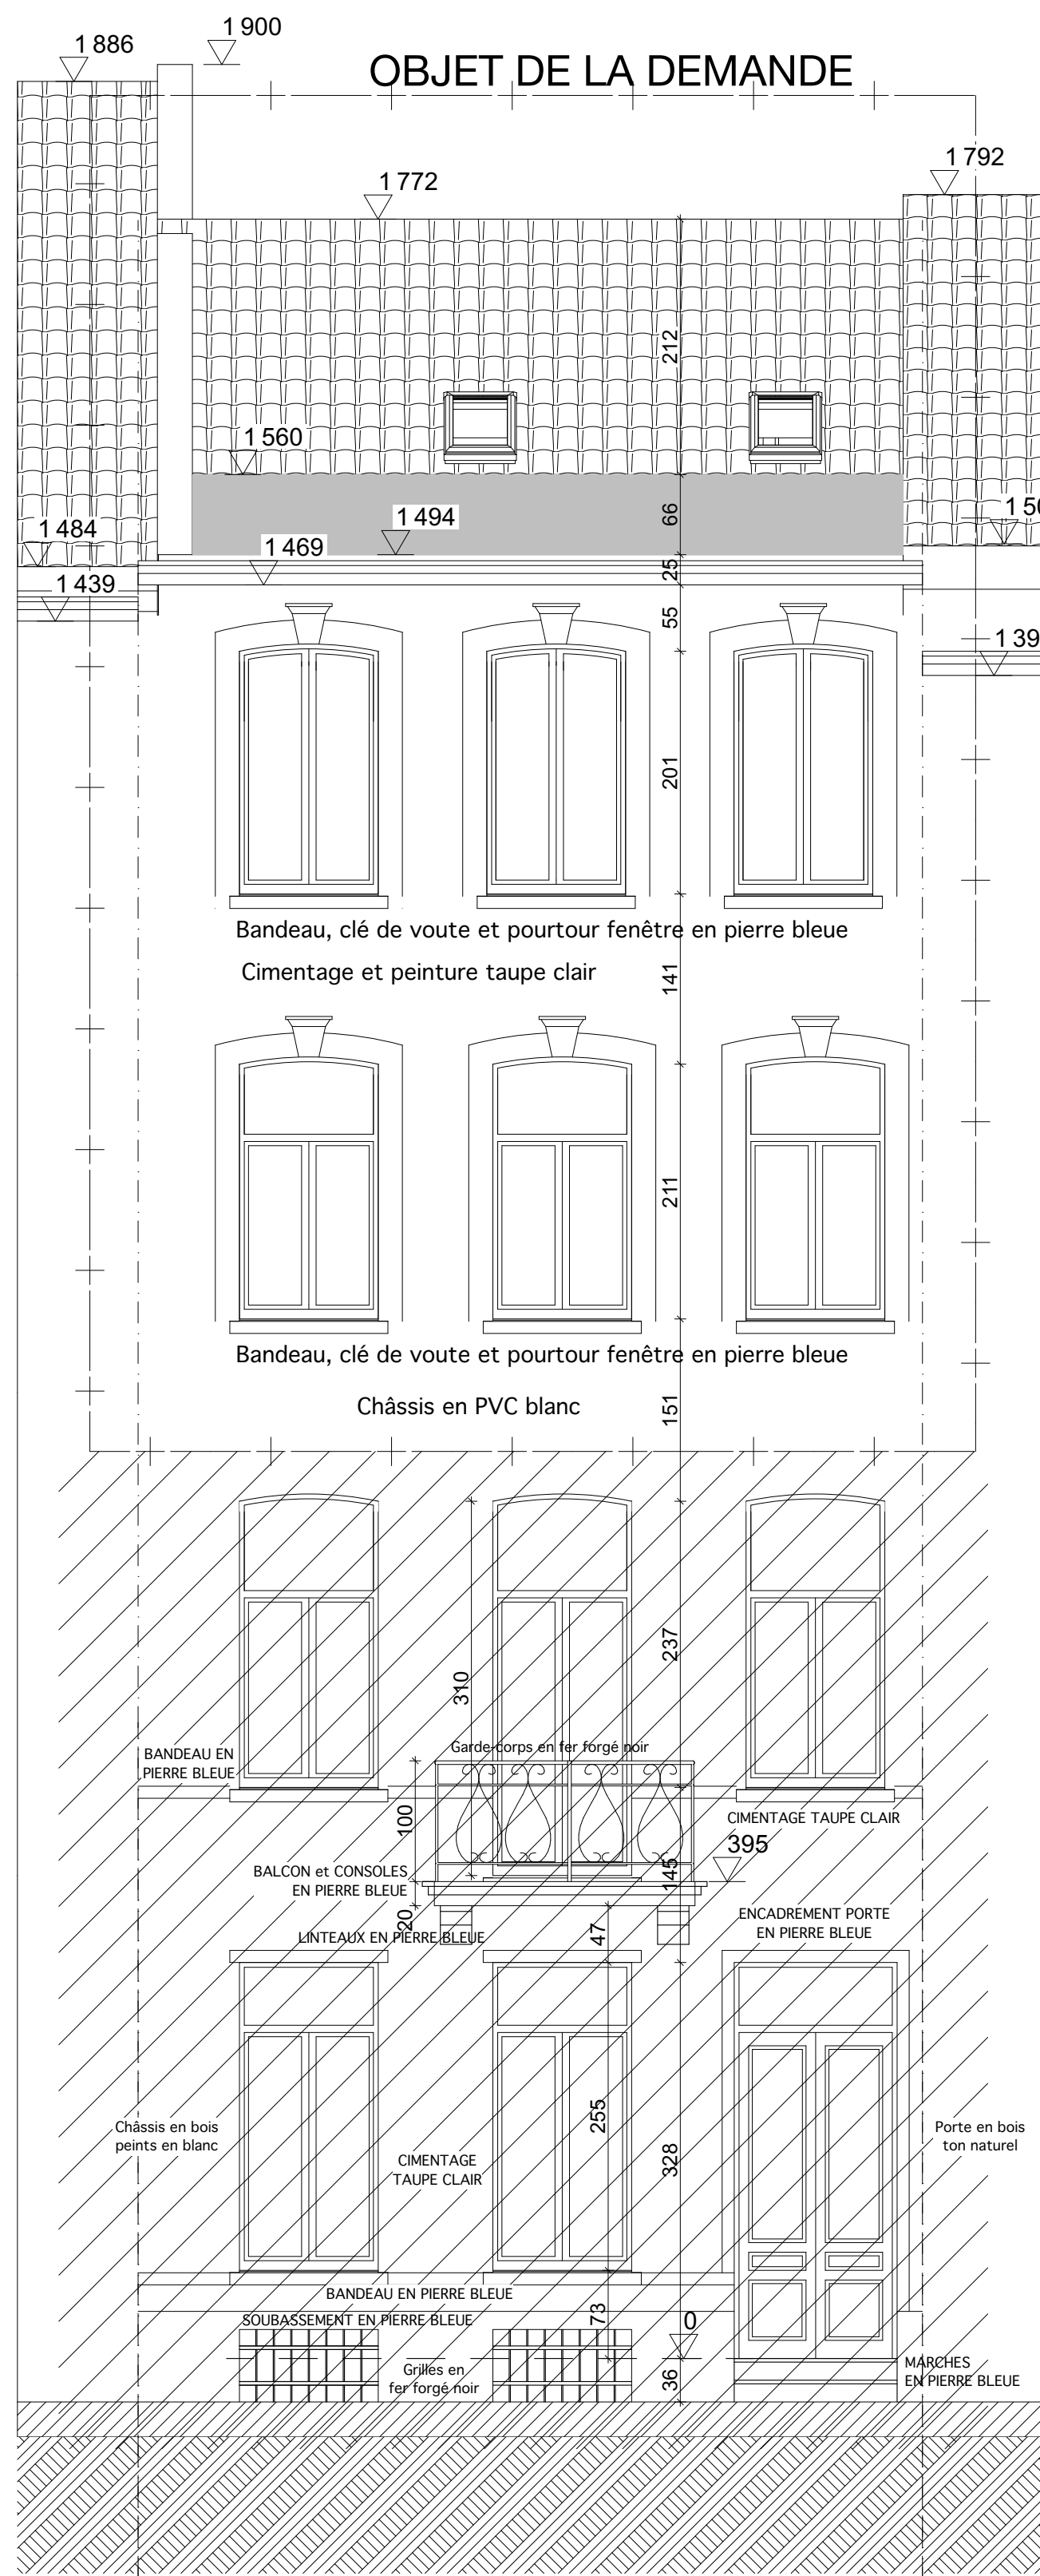 1 900
1 886
OBJET DE LA DEMANDE
1 792
1 772
212
1 560
1 494
66
1 484
1 469
25
1 439
55
201
Bandeau, clé de voute et pourtour fenêtre en pierre bleue
Cimentage et peinture taupe clair
141
211
Bandeau, clé de voute et pourtour fenêtre en pierre bleue
Châssis en PVC blanc
151
237
310
Garde-corps en fer forgé noir
BANDEAU EN
PIERRE BLEUE
100
CIMENTAGE TAUPE CLAIR
395
145
BALCON et CONSOLES
EN PIERRE BLEUE
20
47
ENCADREMENT PORTE
EN PIERRE BLEUE
LINTEAUX EN PIERRE BLEUE
255
328
Châssis en bois
peints en blanc
Porte en bois
ton naturel
CIMENTAGE
TAUPE CLAIR
BANDEAU EN PIERRE BLEUE
73
SOUBASSEMENT EN PIERRE BLEUE
0
Grilles en
fer forgé noir
36
MARCHES
EN PIERRE BLEUE